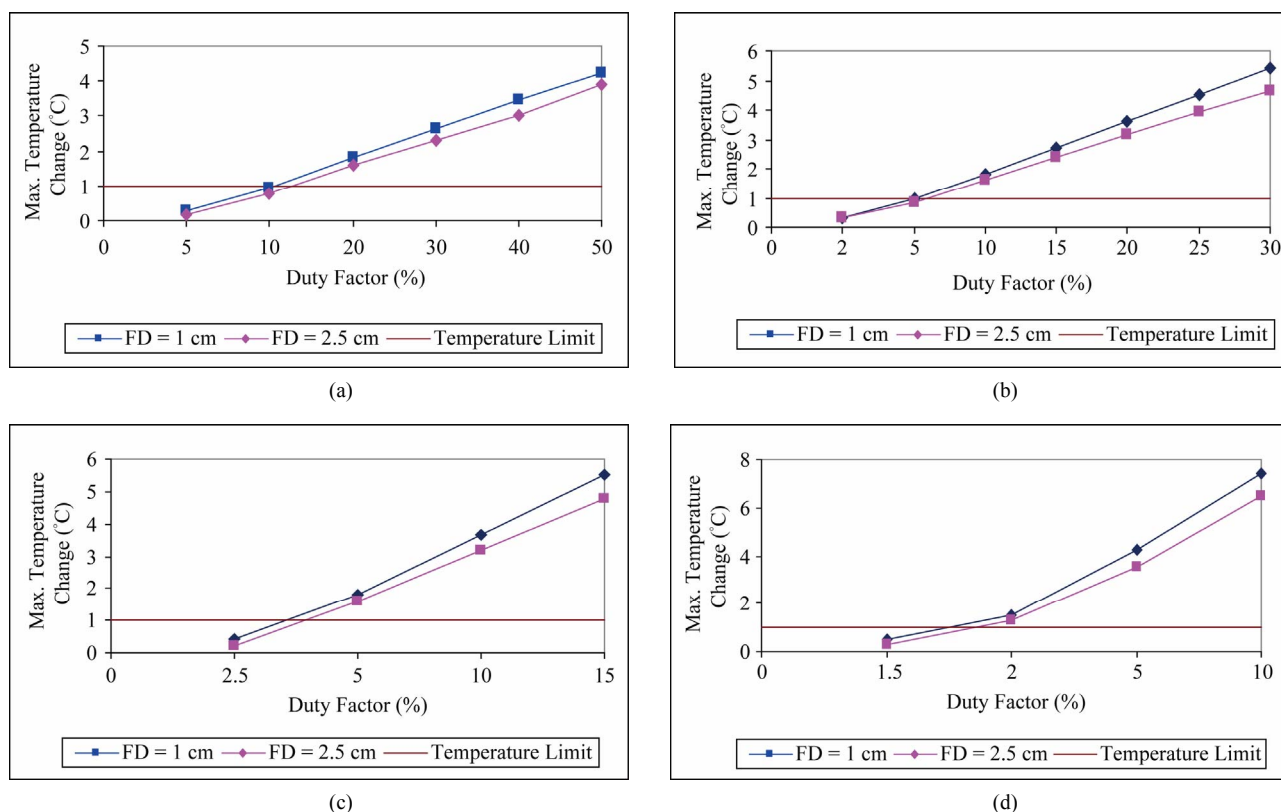 5
4
3
2
1
0
Max. Temperature
Change (˚C)
0 5 10 20 30 40 50
Duty Factor (%)
FD = 1 cm FD = 2.5 cm Temperature Limit
(a)
6
5
4
3
2
1
0
Max. Temperature
Change (˚C)
0 2 5 10 15 20 25 30
Duty Factor (%)
FD = 1 cm FD = 2.5 cm Temperature Limit
(b)
6
5
4
3
2
1
0
Max. Temperature
Change (˚C)
0 2.5 5 10 15
Duty Factor (%)
FD = 1 cm FD = 2.5 cm Temperature Limit
(c)
8
6
4
2
0
Max. Temperature
Change (˚C)
0 1.5 2 5 10
Duty Factor (%)
FD = 1 cm FD = 2.5 cm Temperature Limit
(d)